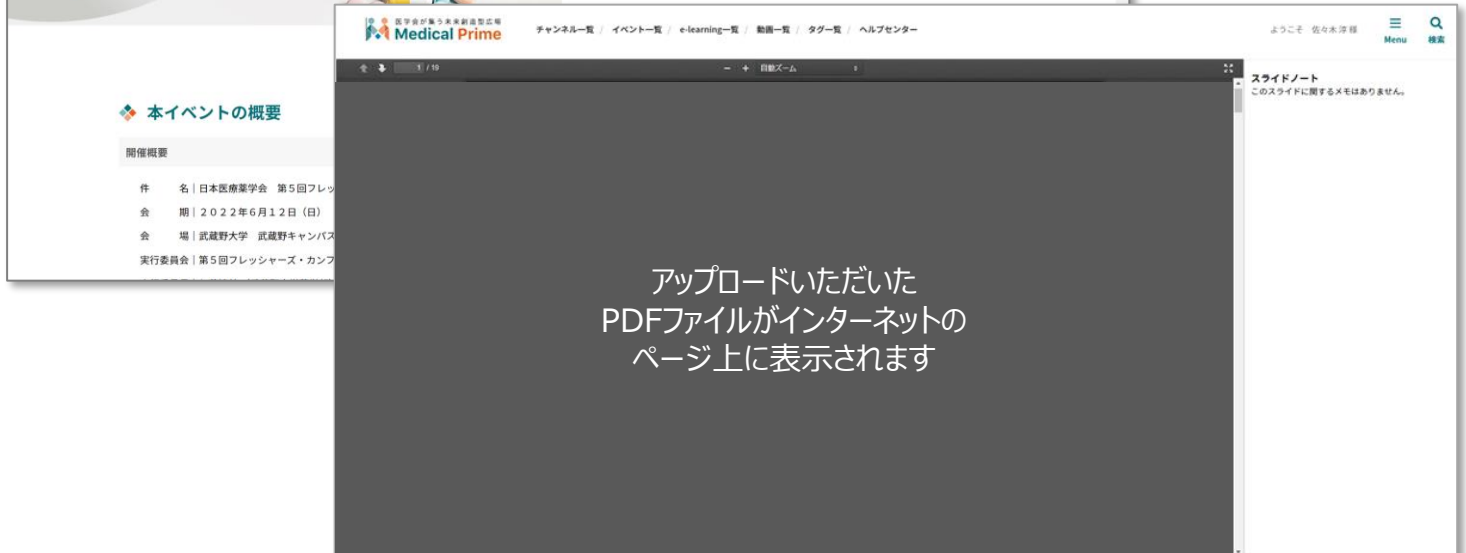 医学会が集う未来創造型広場
Medical Prime
チャンネル一覧 / イベント一覧 / e-learning一覧 / 動画一覧 / タグ一覧 / ヘルプセンター
ようこそ 佐々木淳様
Menu
検索
1 / 19
− + 自動ズーム
スライドノート
このスライドに関するメモはありません。
本イベントの概要
開催概要
件　　名｜日本医療薬学会 第5回フレッ
会　　期｜2022年6月12日（日）
会　　場｜武蔵野大学 武蔵野キャンパス
実行委員会｜第5回フレッシャーズ・カンフ
アップロードいただいた
PDFファイルがインターネットの
ページ上に表示されます